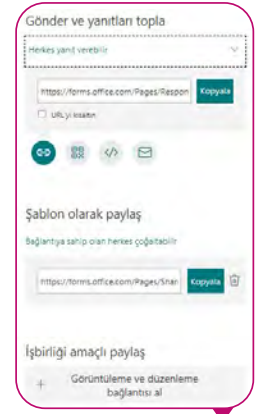 Gönder ve yanıtları topla
Herkes yanıt verebilir
https://forms.office.com/Pages/Respon
Kopyala
URL'yi kısaltın
Şablon olarak paylaş
Bağlantıya sahip olan herkes çoğaltabilir
https://forms.office.com/Pages/Shar
Kopyala
İşbirliği amaçlı paylaş
+ Görüntüleme ve düzenleme
bağlantısı al